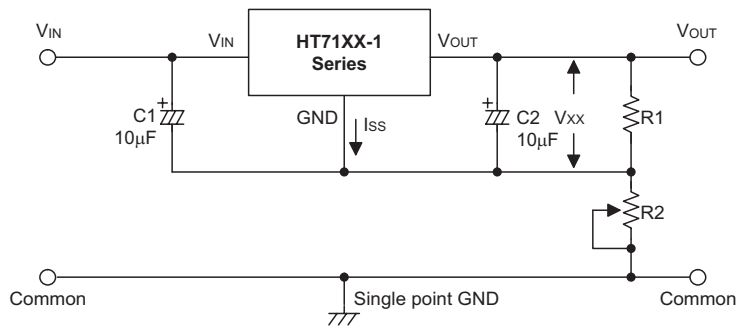 VIN
VIN
HT71XX-1
Series
VOUT
VOUT
C1
10μF
GND
ISS
C2
10μF
VXX
R1
R2
Common
Single point GND
Common